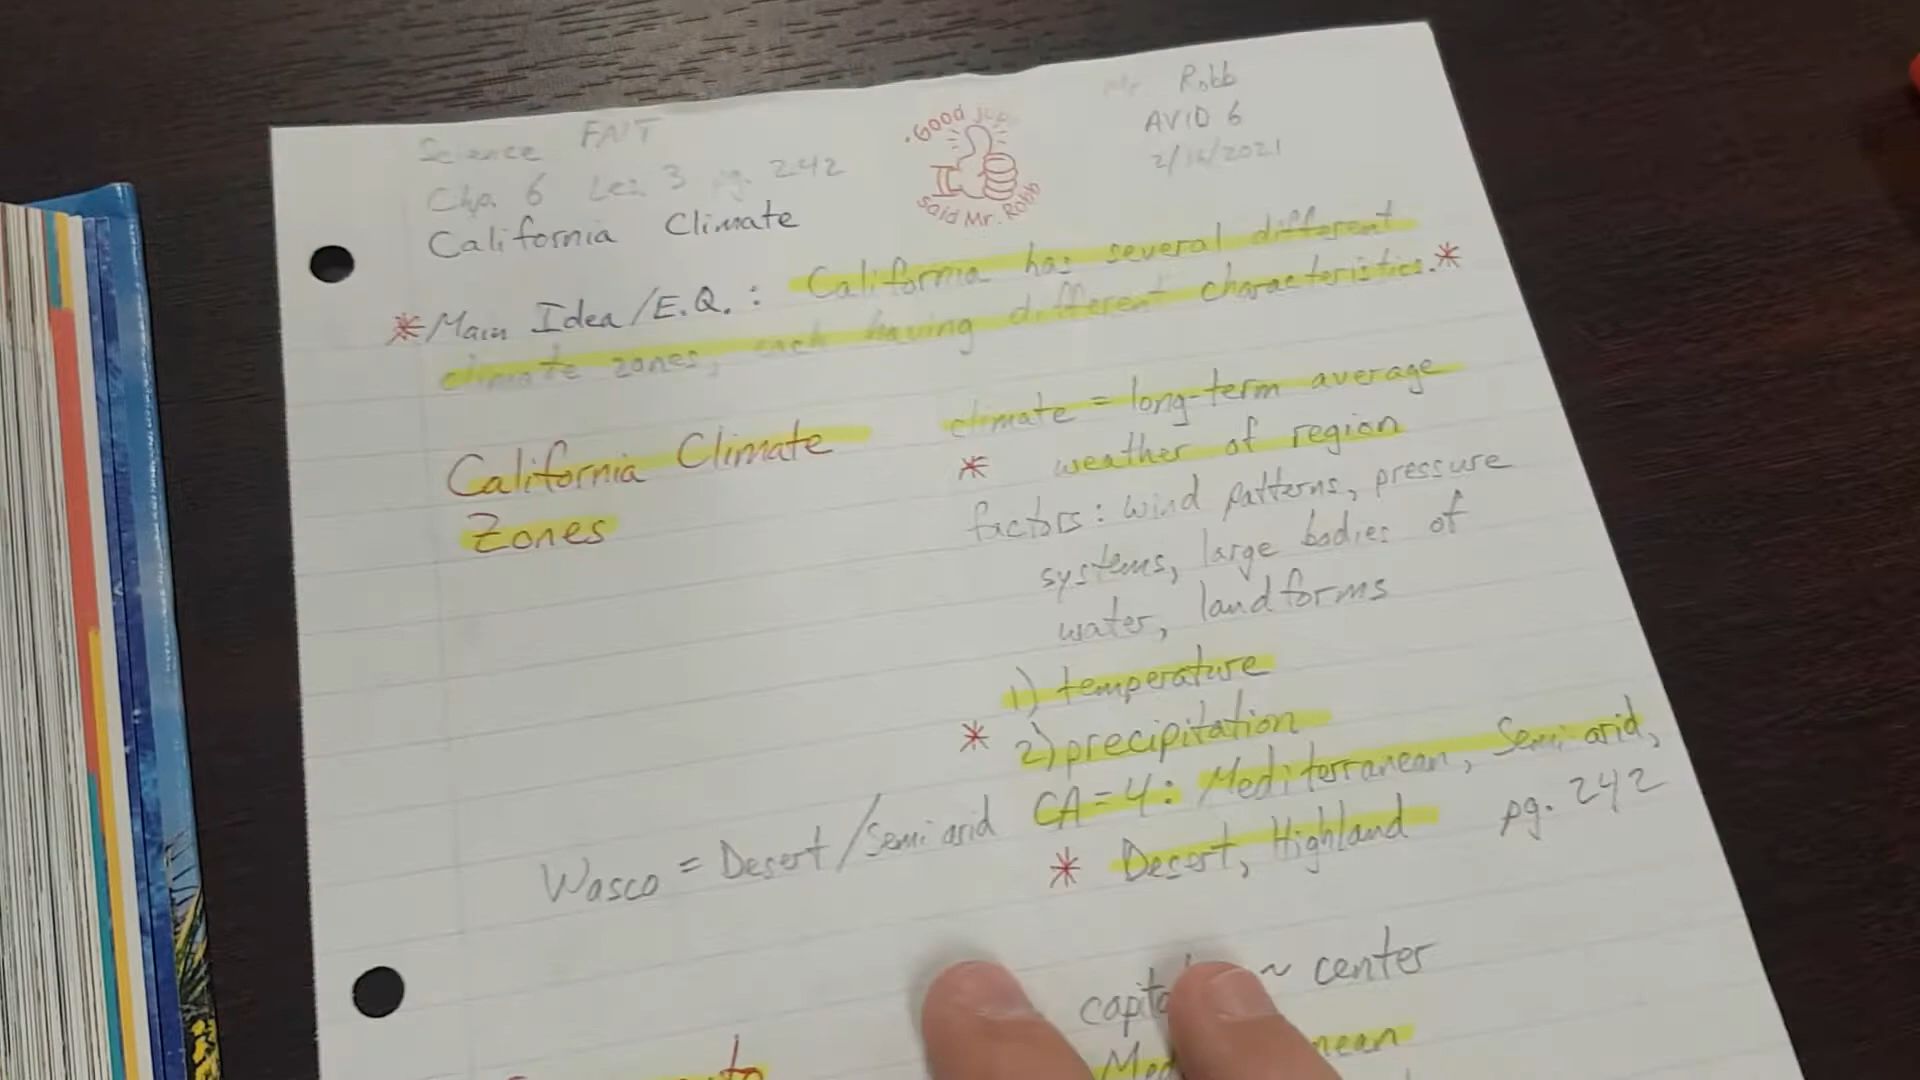 Science FNT
Mr Robb
AVID 6
2/16/2021
Chp. 6 Les. 3 pg. 242
California Climate
Good Job
Said Mr. Robb
*Main Idea/E.Q.: California has several different
climate zones, each having different characteristics.*
California Climate
Zones
climate = long-term average
* weather of region
factors: wind patterns, pressure
systems, large bodies of
water, landforms
1) temperature
* 2) precipitation
CA=4: Mediterranean, Semi arid,
Wasco = Desert/Semi arid
* Desert, Highland pg. 242
~ center